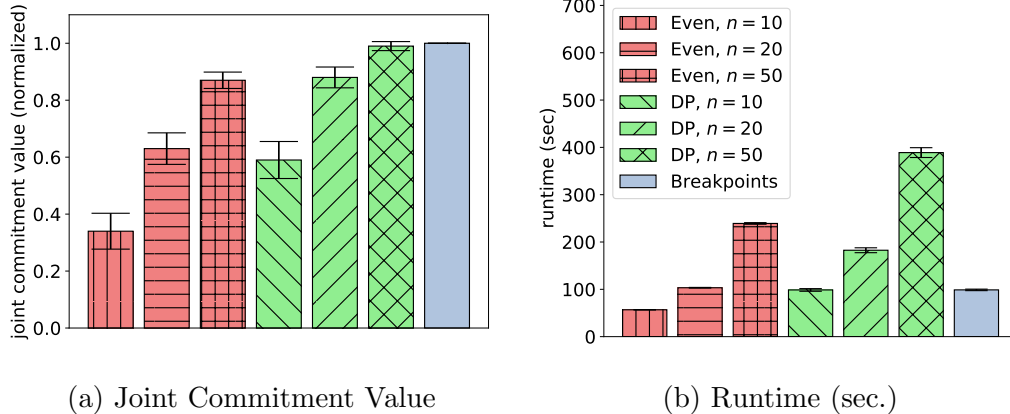 joint commitment value (normalized)
1.0
0.8
0.6
0.4
0.2
0.0
(a) Joint Commitment Value
runtime (sec)
700
600
500
400
300
200
100
0
Even, n = 10
Even, n = 20
Even, n = 50
DP, n = 10
DP, n = 20
DP, n = 50
Breakpoints
(b) Runtime (sec.)